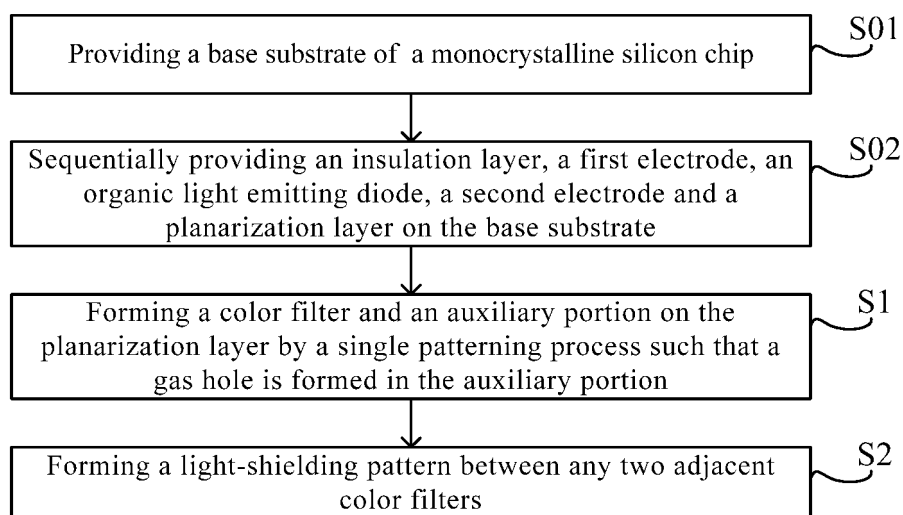 Providing a base substrate of a monocrystalline silicon chip
S01
Sequentially providing an insulation layer, a first electrode, an
organic light emitting diode, a second electrode and a
planarization layer on the base substrate
S02
Forming a color filter and an auxiliary portion on the
planarization layer by a single patterning process such that a
gas hole is formed in the auxiliary portion
S1
Forming a light-shielding pattern between any two adjacent
color filters
S2